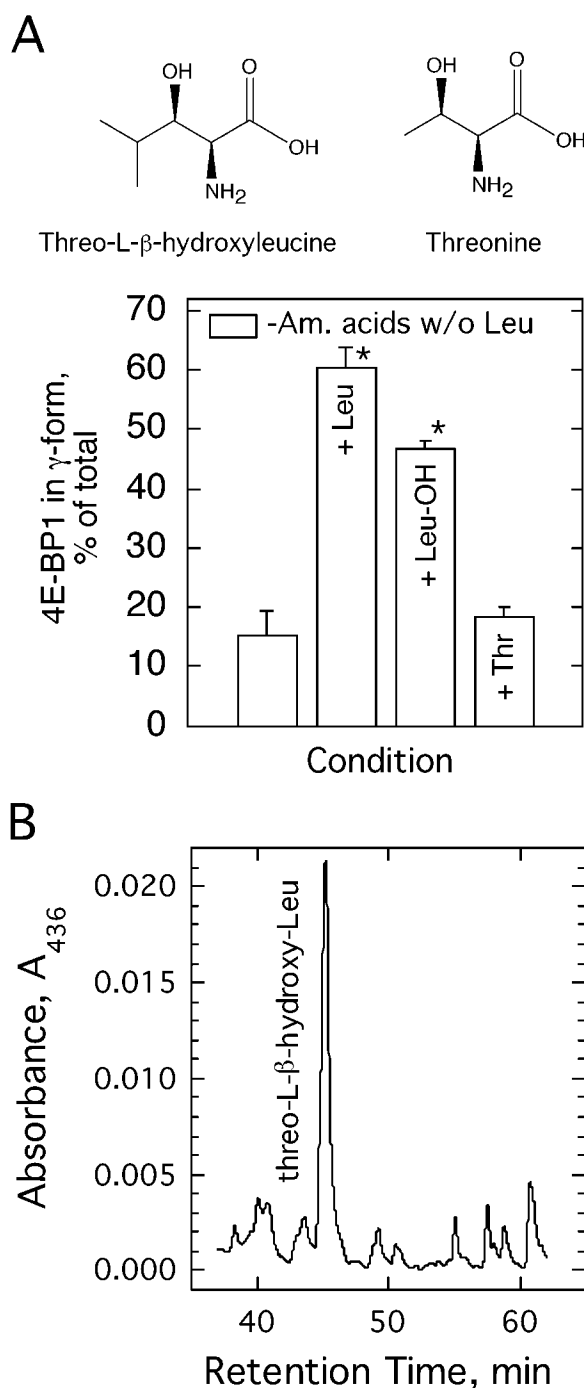 A
OH
O
OH
NH2
Threo-L-β-hydroxyleucine
OH
O
OH
NH2
Threonine
4E-BP1 in γ-form,
% of total
70
60
50
40
30
20
10
0
-Am. acids w/o Leu
+ Leu
*
+ Leu-OH
*
+ Thr
Condition
B
Absorbance, A436
0.020
0.015
0.010
0.005
0.000
threo-L-β-hydroxy-Leu
40 50 60
Retention Time, min